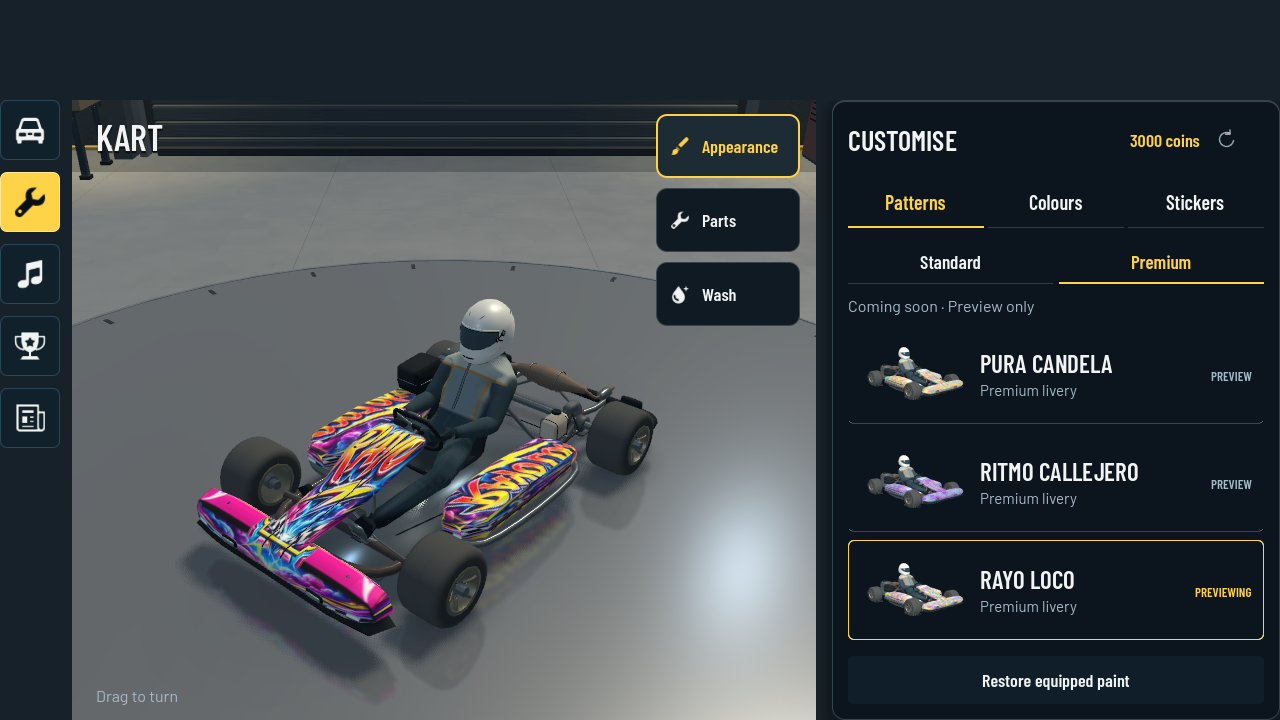 KART
Appearance
Parts
Wash
Drag to turn
CUSTOMISE
3000 coins
Patterns
Colours
Stickers
Standard
Premium
Coming soon · Preview only
PURA CANDELA
Premium livery
PREVIEW
RITMO CALLEJERO
Premium livery
PREVIEW
RAYO LOCO
Premium livery
PREVIEWING
Restore equipped paint